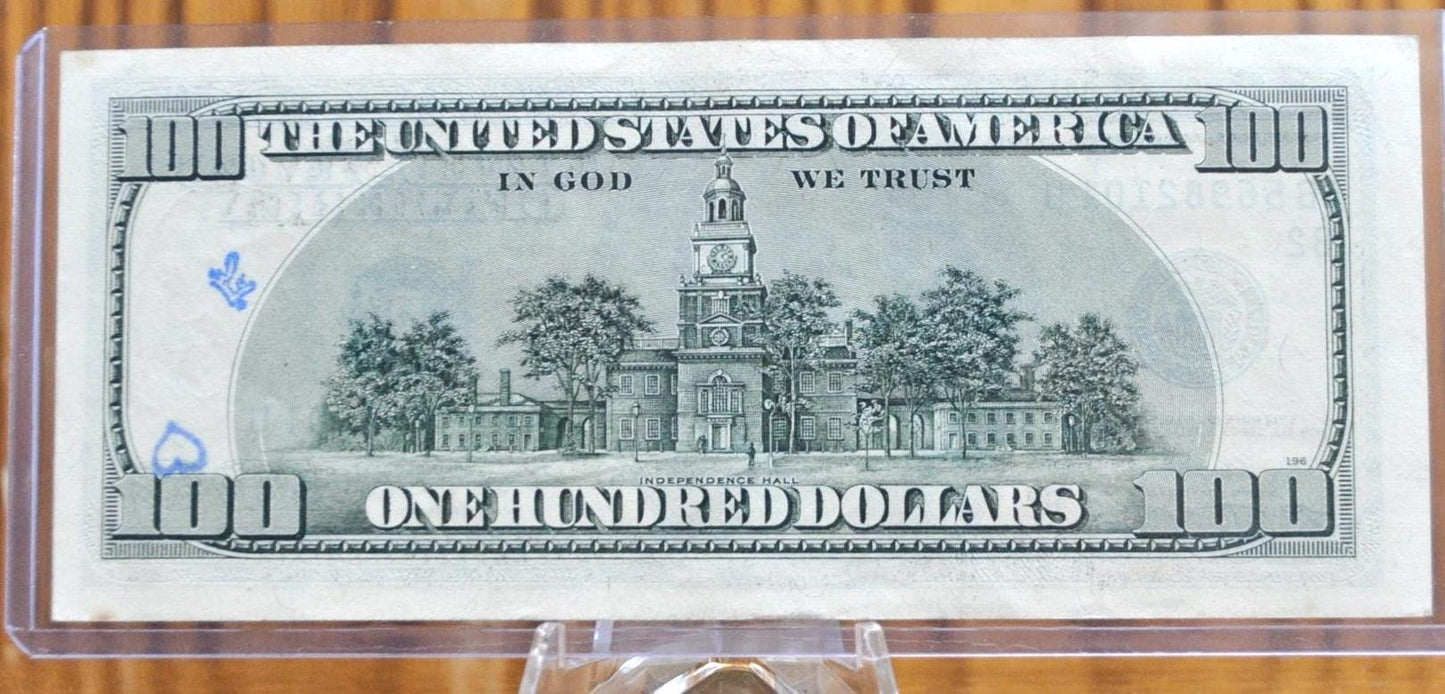 100 THE UNITED STATES OF AMERICA 100
IN GOD WE TRUST
196
INDEPENDENCE HALL
100 ONE HUNDRED DOLLARS 100